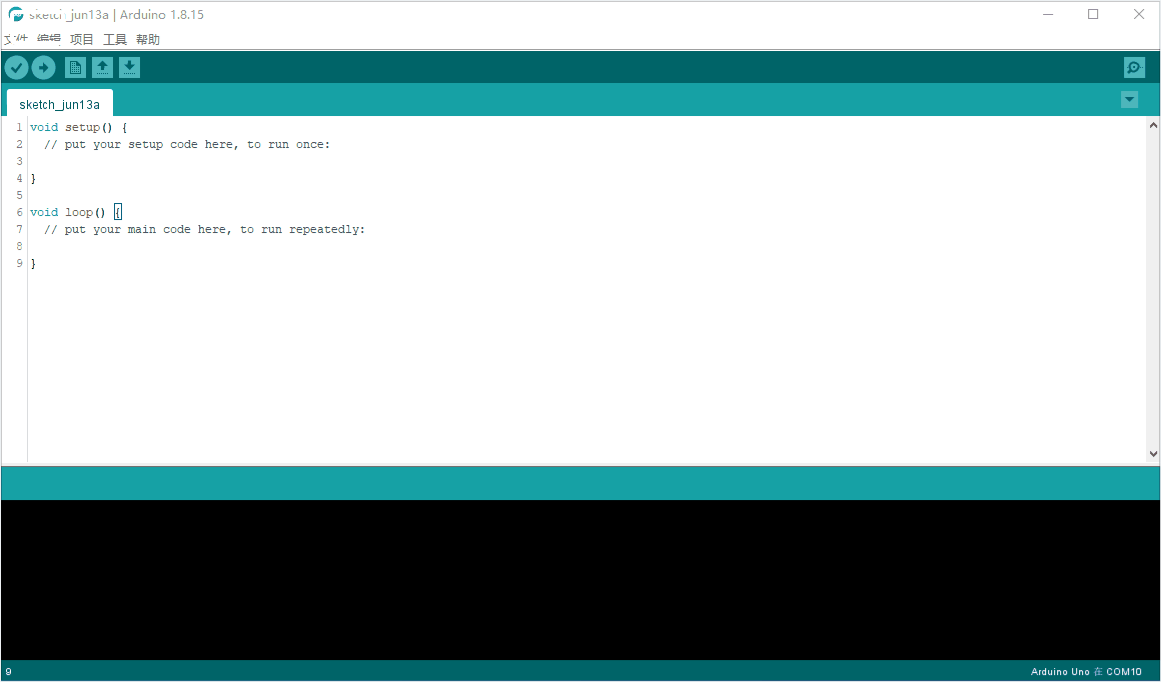 sketch_jun13a | Arduino 1.8.15
文件 编辑 项目 工具 帮助
sketch_jun13a
1 void setup() {
2   // put your setup code here, to run once:
3
4 }
5
6 void loop() {
7   // put your main code here, to run repeatedly:
8
9 }
9
Arduino Uno 在 COM10